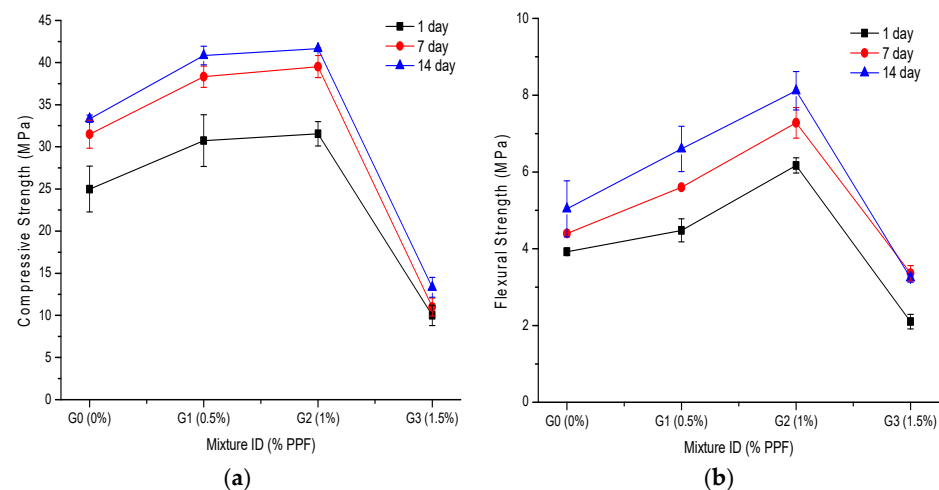 45
40
35
30
25
20
15
10
5
0
Compressive Strength (MPa)
1 day
7 day
14 day
G0 (0%) G1 (0.5%) G2 (1%) G3 (1.5%)
Mixture ID (% PPF)
(a)
10
8
6
4
2
0
Flexural Strength (MPa)
1 day
7 day
14 day
G0 (0%) G1 (0.5%) G2 (1%) G3 (1.5%)
Mixture ID (% PPF)
(b)